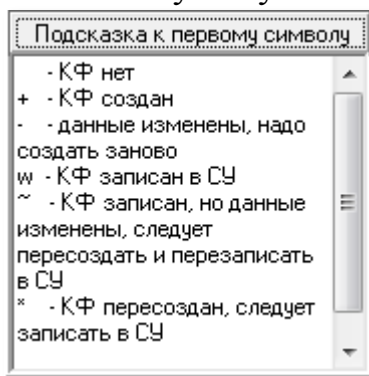 Подсказка к первому символу
- КФ нет
+ - КФ создан
- - данные изменены, надо
создать заново
w - КФ записан в СУ
~ - КФ записан, но данные
изменены, следует
пересоздать и перезаписать
в СУ
* - КФ пересоздан, следует
записать в СУ